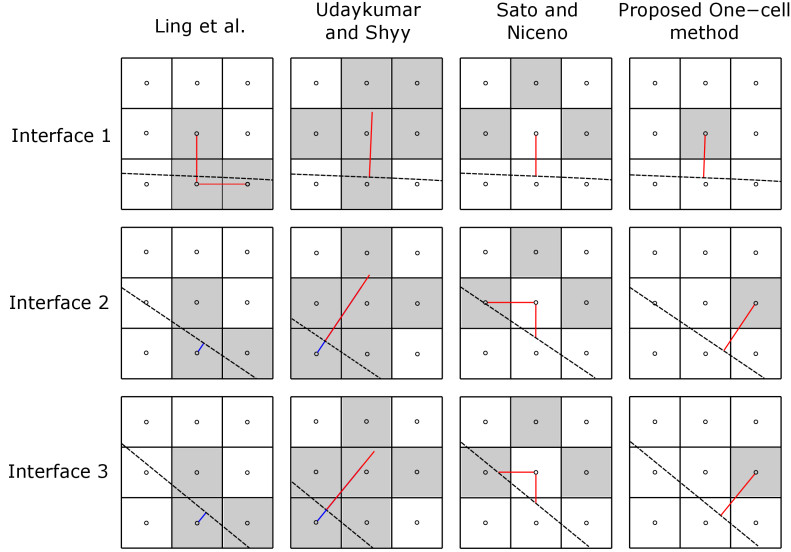 Ling et al.
Udaykumar
and Shyy
Sato and
Niceno
Proposed One−cell
method
Interface 1
Interface 2
Interface 3